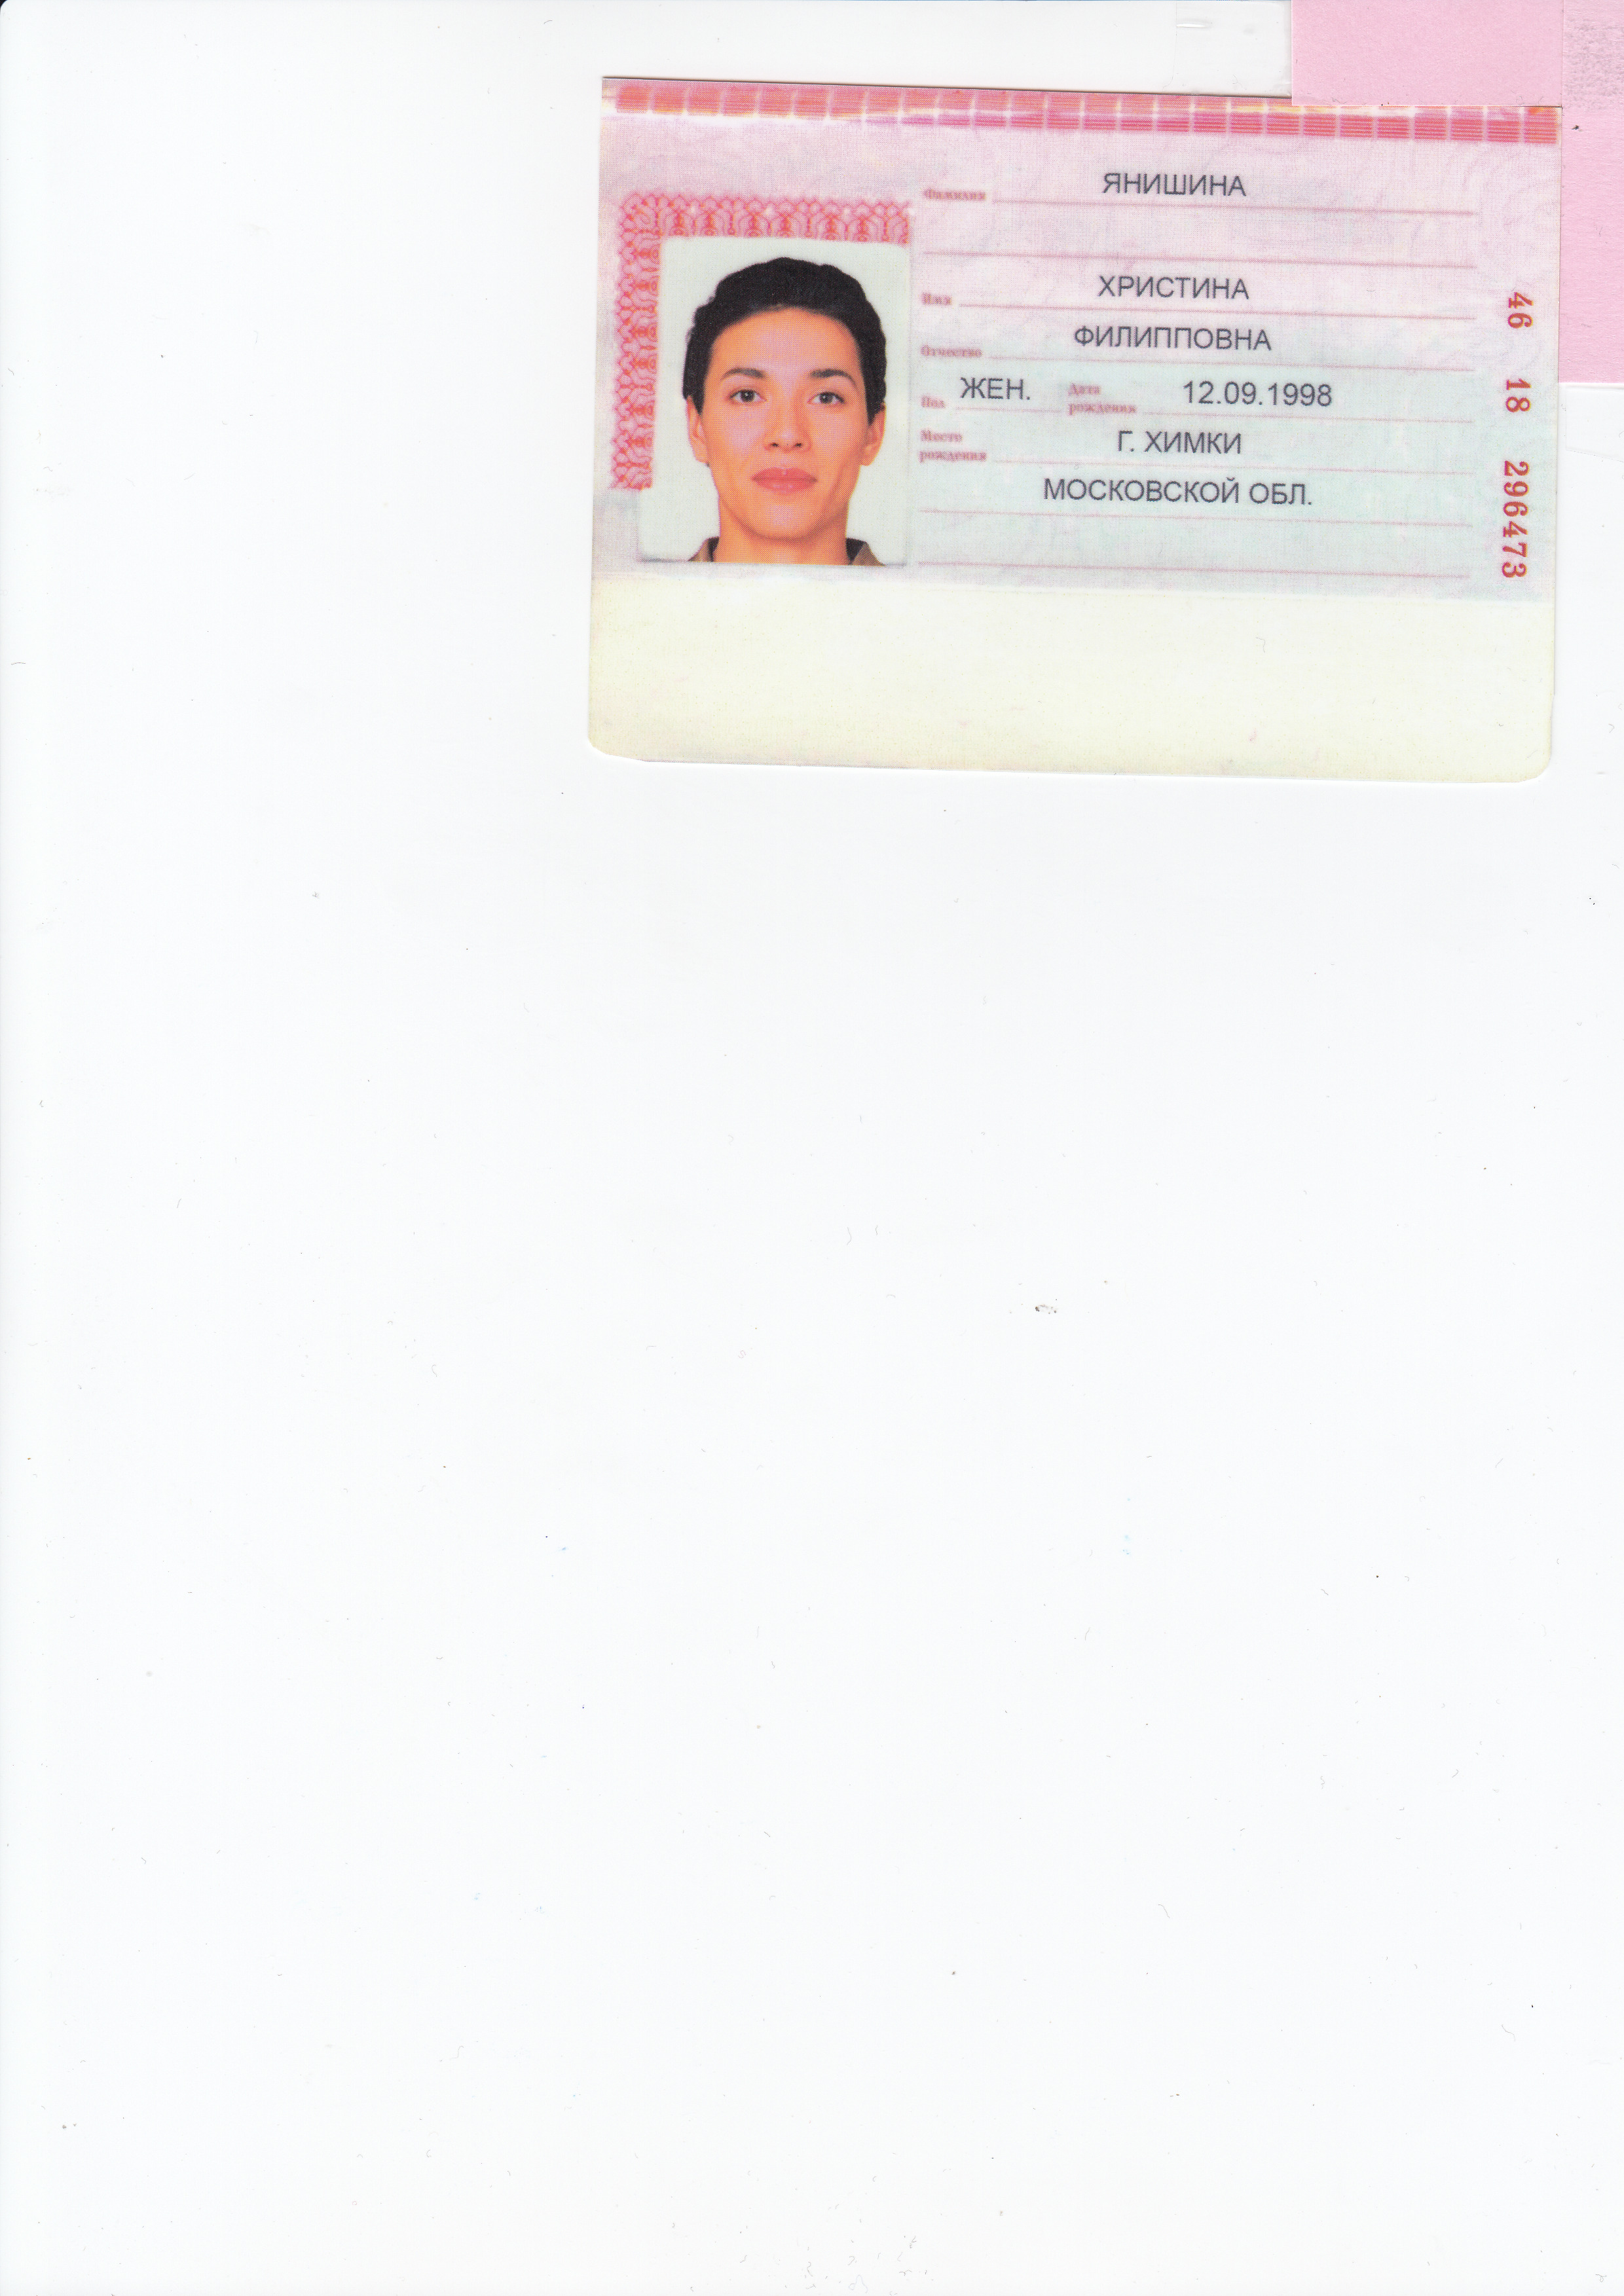 Фамилия ЯНИШИНА
Имя ХРИСТИНА
Отчество ФИЛИППОВНА
Пол ЖЕН. Дата рождения 12.09.1998
Место рождения Г. ХИМКИ
МОСКОВСКОЙ ОБЛ.
46 18 296473